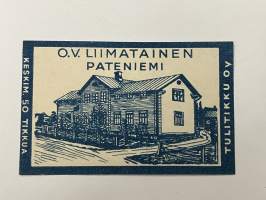 O.V. LIIMATAINEN
PATENIEMI
KESKIM. 50 TIKKUA
TULITIKKU OY